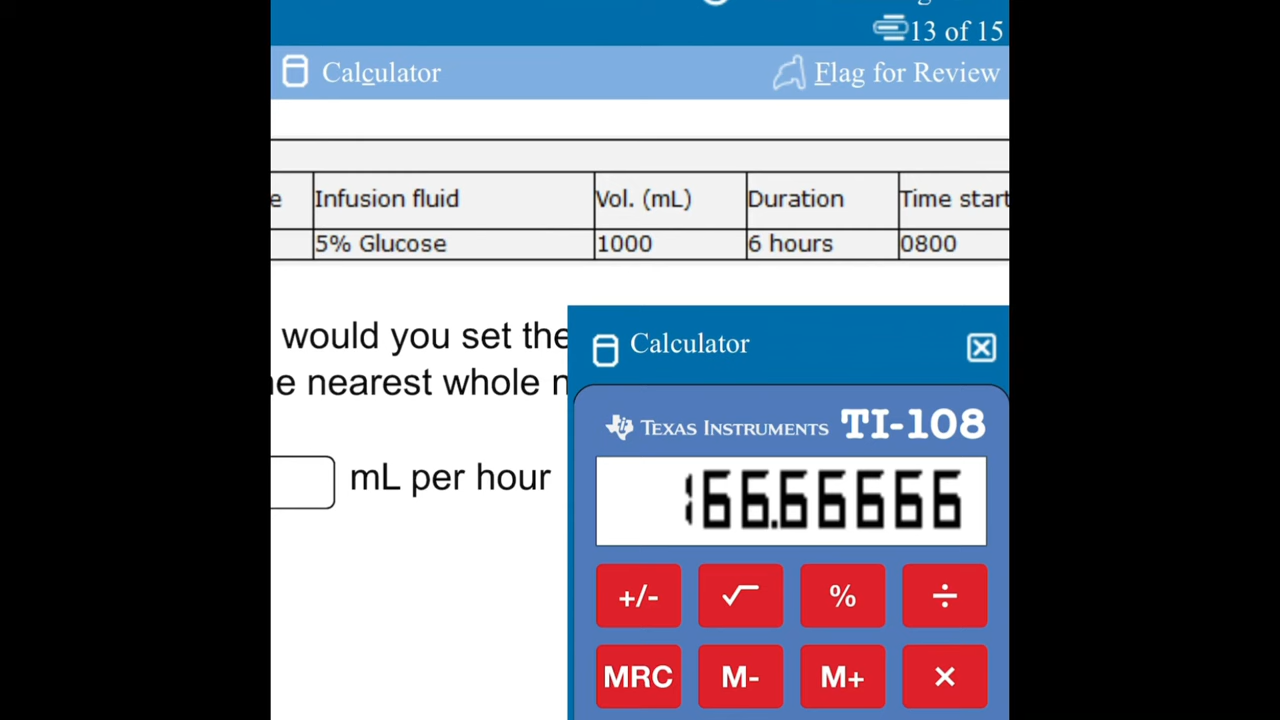 13 of 15
Calculator
Flag for Review
e
Infusion fluid
Vol. (mL)
Duration
Time start
5% Glucose
1000
6 hours
0800
would you set the
e nearest whole n
mL per hour
Calculator
TEXAS INSTRUMENTS TI-108
166.66666
+/-
√
%
÷
MRC
M-
M+
×